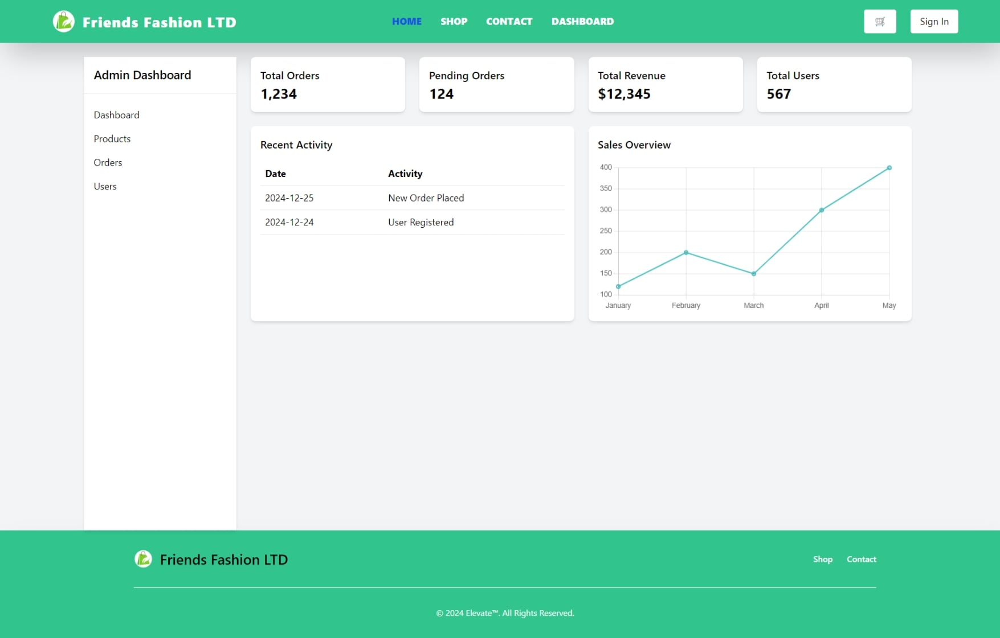 Friends Fashion LTD
HOME SHOP CONTACT DASHBOARD
Sign In
Admin Dashboard
Dashboard
Products
Orders
Users
Total Orders
1,234
Pending Orders
124
Total Revenue
$12,345
Total Users
567
Recent Activity
Date Activity
2024-12-25 New Order Placed
2024-12-24 User Registered
Sales Overview
400
350
300
250
200
150
100
January February March April May
Friends Fashion LTD
Shop Contact
© 2024 Elevate™. All Rights Reserved.